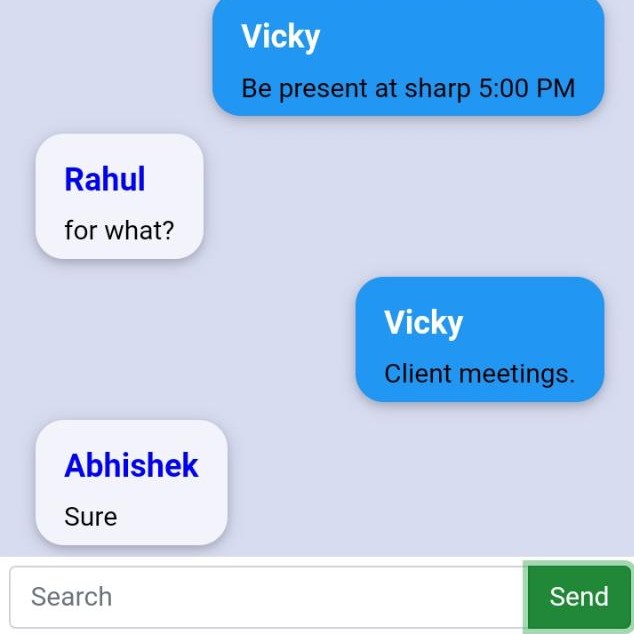 Vicky
Be present at sharp 5:00 PM
Rahul
for what?
Vicky
Client meetings.
Abhishek
Sure
Search
Send